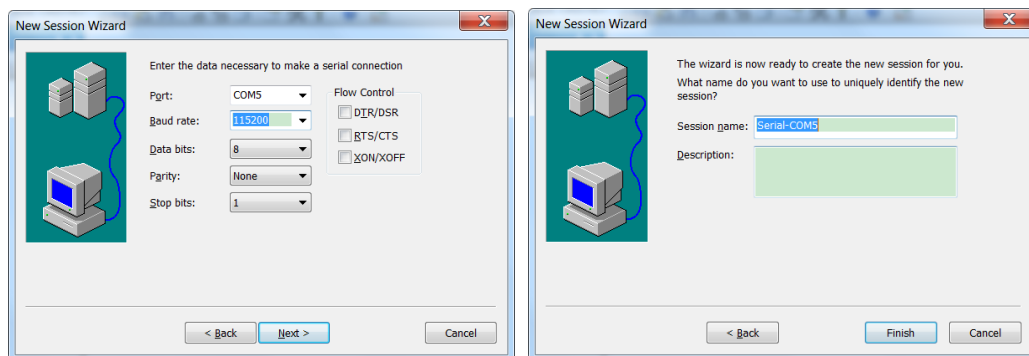 New Session Wizard
X
Enter the data necessary to make a serial connection
Port: COM5
Baud rate: 115200
Data bits: 8
Parity: None
Stop bits: 1
Flow Control
DTR/DSR
RTS/CTS
XON/XOFF
< Back
Next >
Cancel
New Session Wizard
X
The wizard is now ready to create the new session for you.
What name do you want to use to uniquely identify the new
session?
Session name: Serial-COM5
Description:
< Back
Finish
Cancel